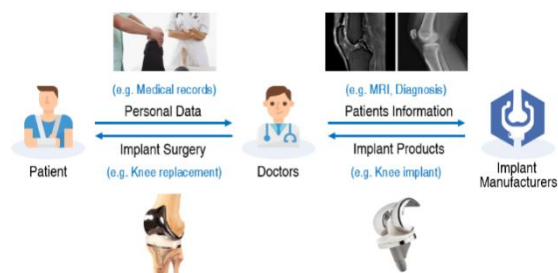 (e.g. Medical records)
(e.g. MRI, Diagnosis)
Personal Data
Patients Information
Implant Surgery
Implant Products
Patient
(e.g. Knee replacement)
Doctors
(e.g. Knee implant)
Implant
Manufacturers